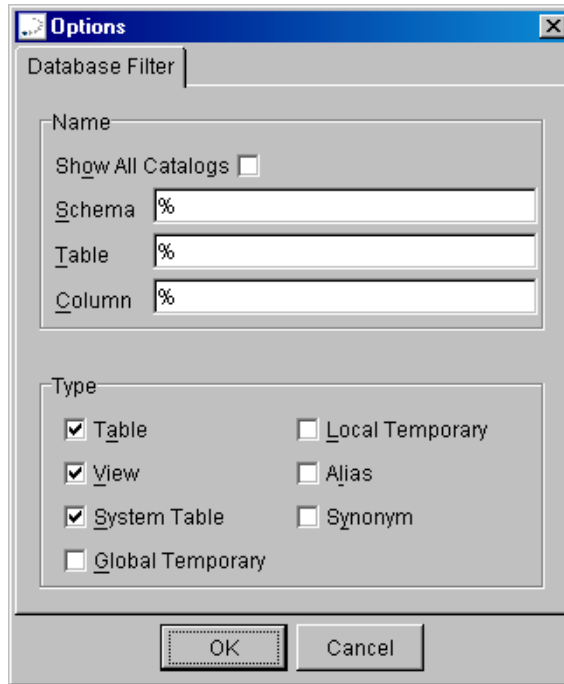 Options
Database Filter
Name
Show All Catalogs
Schema %
Table %
Column %
Type
Table
Local Temporary
View
Alias
System Table
Synonym
Global Temporary
OK
Cancel